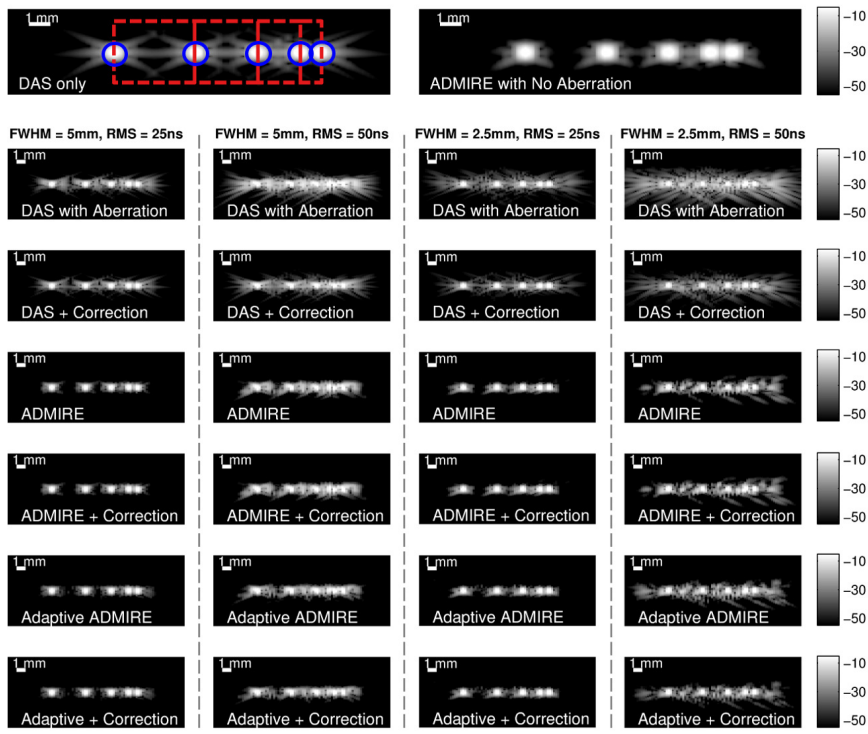 1 mm
DAS only
1 mm
ADMIRE with No Aberration
−10
−30
−50
FWHM = 5mm, RMS = 25ns
FWHM = 5mm, RMS = 50ns
FWHM = 2.5mm, RMS = 25ns
FWHM = 2.5mm, RMS = 50ns
1 mm
DAS with Aberration
1 mm
DAS with Aberration
1 mm
DAS with Aberration
1 mm
DAS with Aberration
−10
−30
−50
1 mm
DAS + Correction
1 mm
DAS + Correction
1 mm
DAS + Correction
1 mm
DAS + Correction
−10
−30
−50
1 mm
ADMIRE
1 mm
ADMIRE
1 mm
ADMIRE
1 mm
ADMIRE
−10
−30
−50
1 mm
ADMIRE + Correction
1 mm
ADMIRE + Correction
1 mm
ADMIRE + Correction
1 mm
ADMIRE + Correction
−10
−30
−50
1 mm
Adaptive ADMIRE
1 mm
Adaptive ADMIRE
1 mm
Adaptive ADMIRE
1 mm
Adaptive ADMIRE
−10
−30
−50
1 mm
Adaptive + Correction
1 mm
Adaptive + Correction
1 mm
Adaptive + Correction
1 mm
Adaptive + Correction
−10
−30
−50